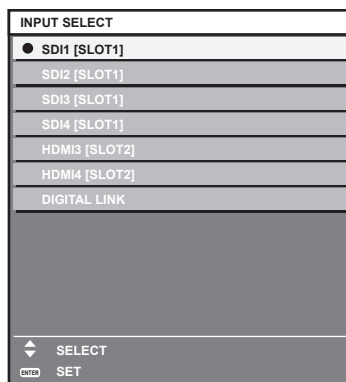 INPUT SELECT
SDI1 [SLOT1]
SDI2 [SLOT1]
SDI3 [SLOT1]
SDI4 [SLOT1]
HDMI3 [SLOT2]
HDMI4 [SLOT2]
DIGITAL LINK
SELECT
ENTER SET